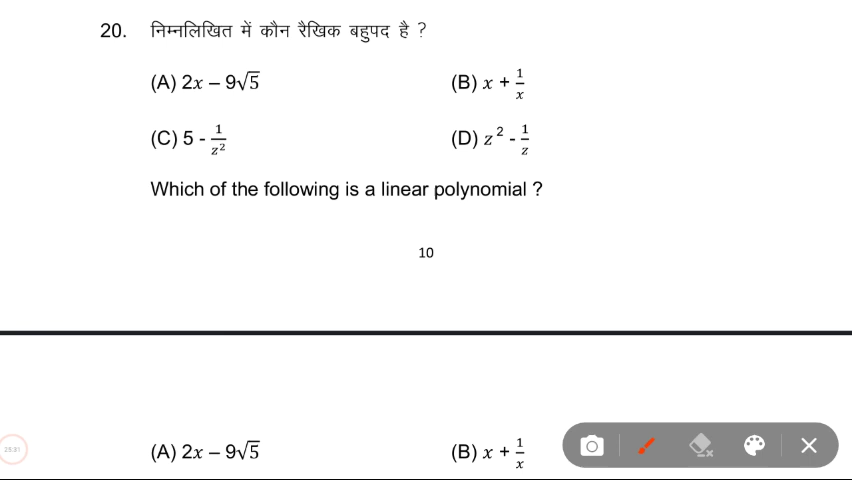 20. निम्नलिखित में कौन रैखिक बहुपद है ?
(A) 2x – 9√5 (B) x + 1/x
(C) 5 - 1/z² (D) z² - 1/z
Which of the following is a linear polynomial ?
10
(A) 2x – 9√5 (B) x + 1/x